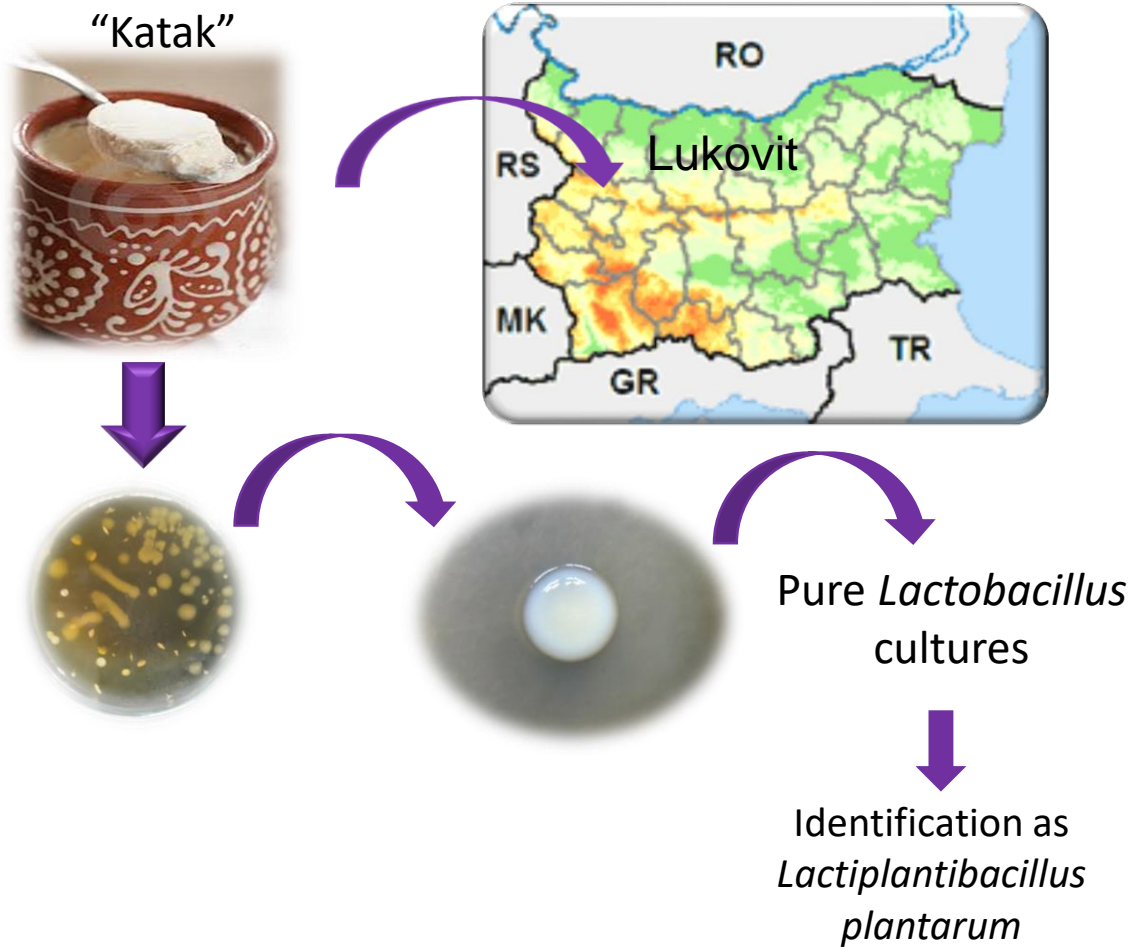 “Katak”
RO
Lukovit
RS
MK
TR
GR
Pure Lactobacillus
cultures
Identification as
Lactiplantibacillus
plantarum